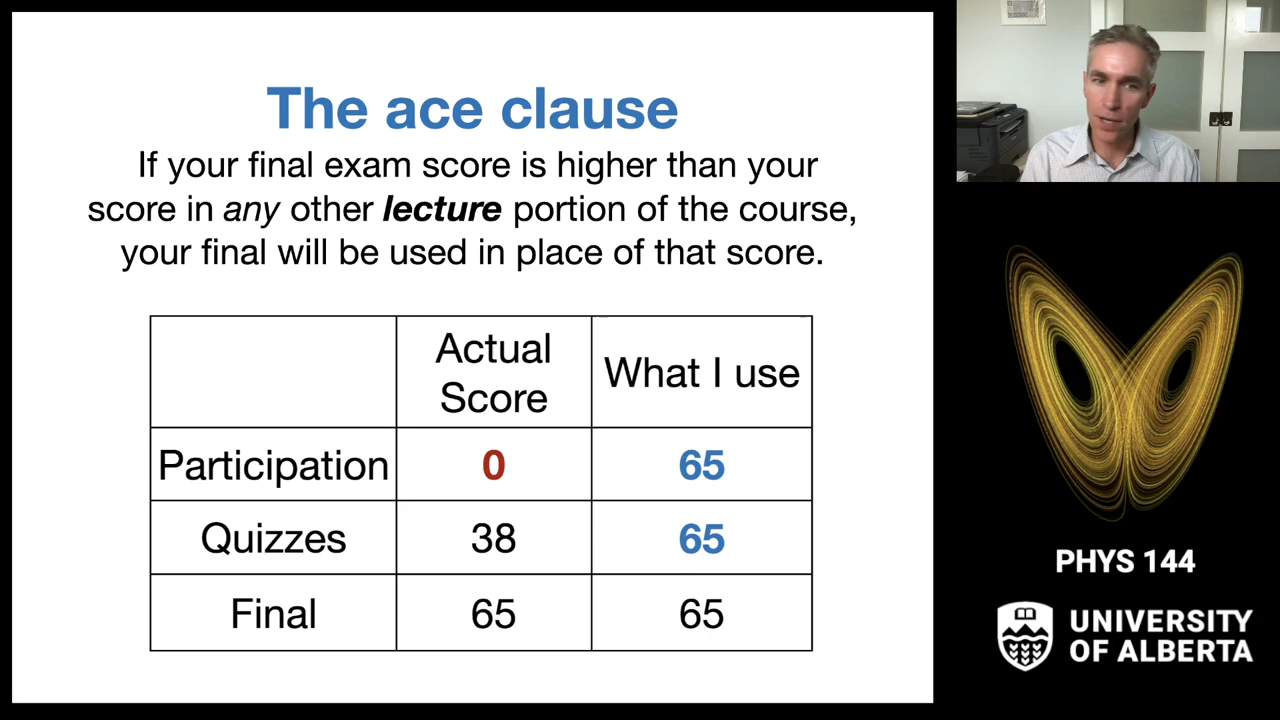 The ace clause
If your final exam score is higher than your
score in any other lecture portion of the course,
your final will be used in place of that score.
Actual
Score
What I use
Participation
0
65
Quizzes
38
65
Final
65
65
PHYS 144
UNIVERSITY
OF ALBERTA